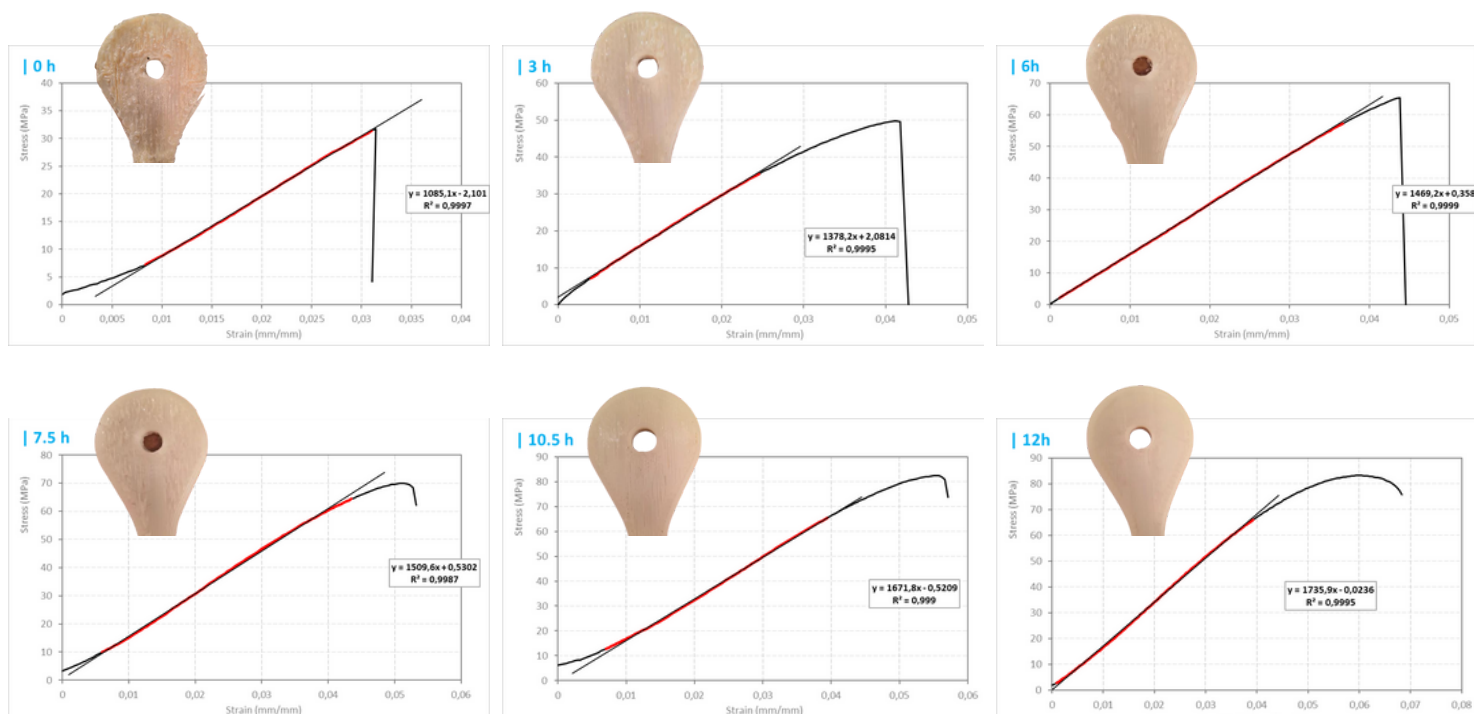 | 0 h
Stress (MPa)
40
35
30
25
20
15
10
5
0
y = 1085,1x - 2,101
R² = 0,9997
0 0,005 0,01 0,015 0,02 0,025 0,03 0,035 0,04
Strain (mm/mm)
| 3 h
Stress (MPa)
60
50
40
30
20
10
0
y = 1378,2x + 2,0814
R² = 0,9995
0 0,01 0,02 0,03 0,04 0,05
Strain (mm/mm)
| 6h
Stress (MPa)
70
60
50
40
30
20
10
0
y = 1469,2x + 0,358
R² = 0,9999
0 0,01 0,02 0,03 0,04 0,05
Strain (mm/mm)
| 7.5 h
Stress (MPa)
80
70
60
50
40
30
20
10
0
y = 1509,6x + 0,5302
R² = 0,9987
0 0,01 0,02 0,03 0,04 0,05 0,06
Strain (mm/mm)
| 10.5 h
Stress (MPa)
90
80
70
60
50
40
30
20
10
0
y = 1671,8x - 0,5209
R² = 0,999
0 0,01 0,02 0,03 0,04 0,05 0,06
Strain (mm/mm)
| 12h
Stress (MPa)
90
80
70
60
50
40
30
20
10
0
y = 1735,9x - 0,0236
R² = 0,9995
0 0,01 0,02 0,03 0,04 0,05 0,06 0,07 0,08
Strain (mm/mm)